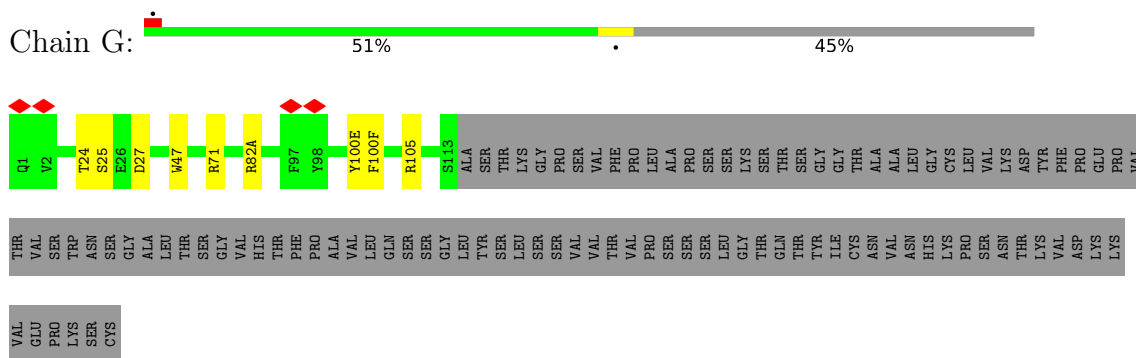 •
Chain G: 51% • 45%
Q1 V2 T24 S25 E26 D27 W47 R71 R82A F97 Y98 Y100E F100F R105 S113 ALA SER THR LYS GLY PRO SER VAL PHE PRO LEU ALA PRO SER SER LYS SER THR SER GLY GLY THR ALA ALA LEU GLY CYS LEU VAL LYS ASP TYR PHE PRO GLU PRO VAL
THR VAL SER TRP ASN SER GLY ALA LEU THR SER GLY VAL HIS THR PHE PRO ALA VAL LEU GLN SER SER GLY LEU TYR SER LEU SER SER VAL VAL THR VAL PRO SER SER SER LEU GLY THR GLN THR TYR ILE CYS ASN VAL ASN HIS LYS PRO SER ASN THR LYS VAL ASP LYS LYS
VAL GLU PRO LYS SER CYS